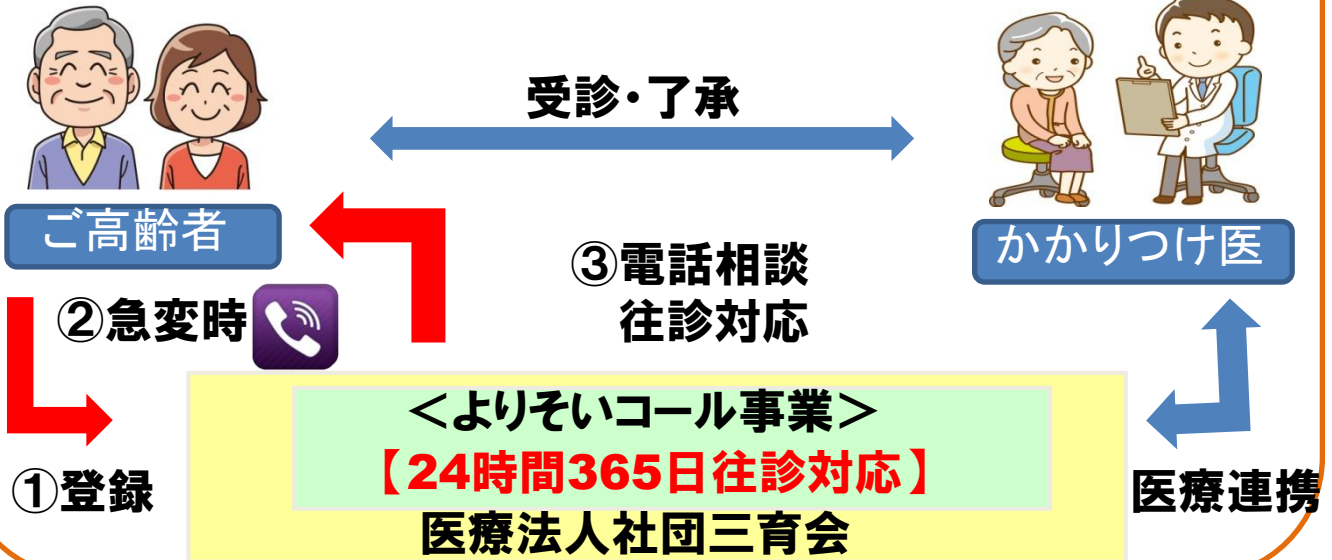 受診・了承
ご高齢者
かかりつけ医
②急変時
③電話相談
往診対応
＜よりそいコール事業＞
【24時間365日往診対応】
①登録
医療連携
医療法人社団三育会